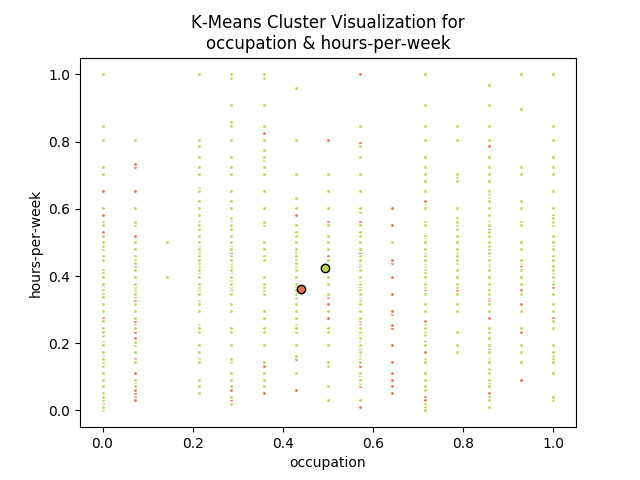 K-Means Cluster Visualization for
occupation & hours-per-week
1.0
0.8
0.6
0.4
0.2
0.0
hours-per-week
0.0 0.2 0.4 0.6 0.8 1.0
occupation